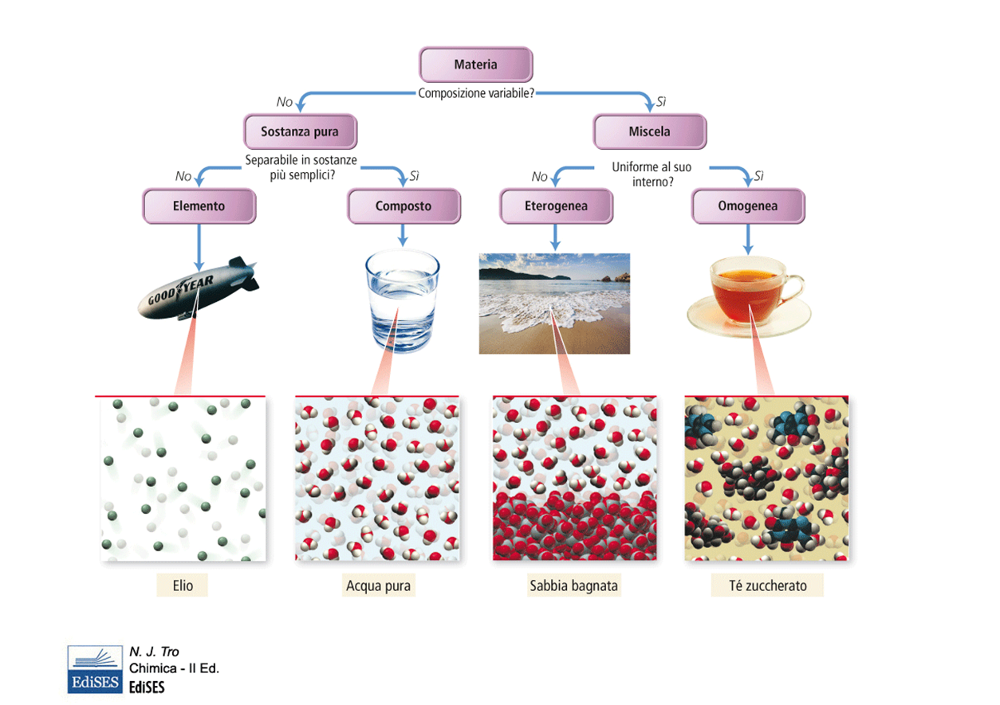 Materia
Composizione variabile?
No
Sì
Sostanza pura
Miscela
Separabile in sostanze
più semplici?
No
Sì
Uniforme al suo
interno?
No
Sì
Elemento
Composto
Eterogenea
Omogenea
GOOD YEAR
Elio
Acqua pura
Sabbia bagnata
Té zuccherato
EdiSES
N. J. Tro
Chimica - II Ed.
EdiSES